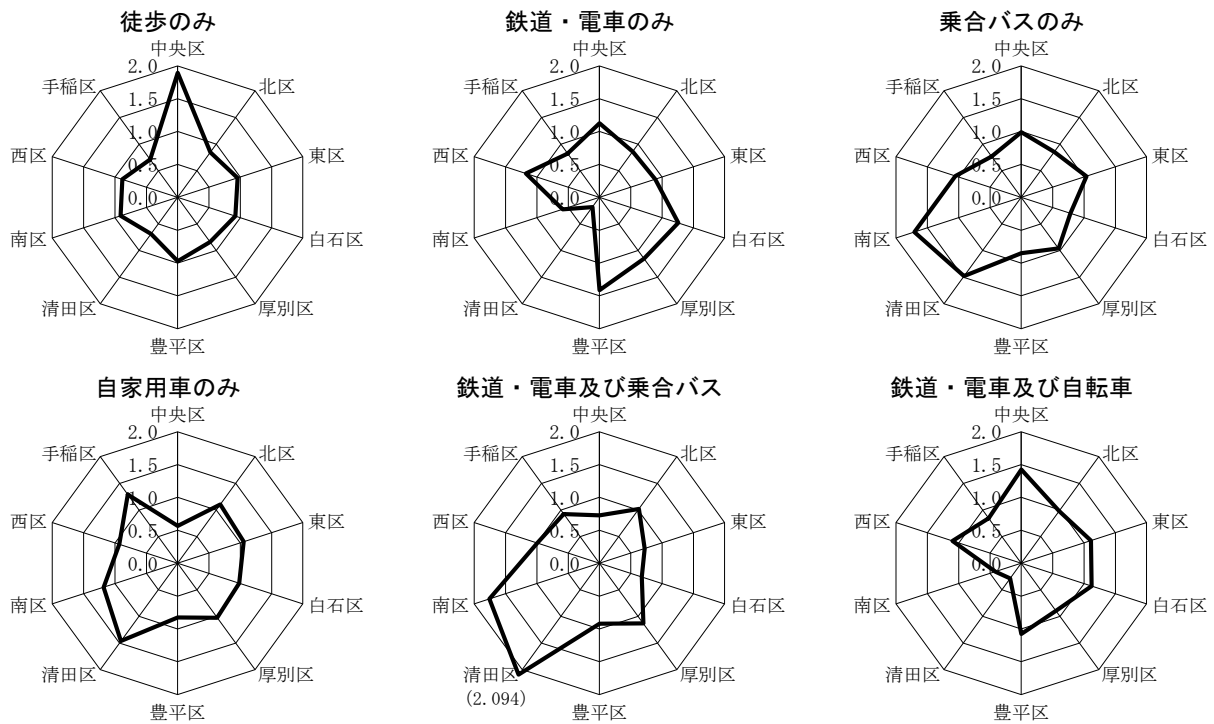 徒歩のみ
中央区
北区
東区
白石区
厚別区
豊平区
清田区
南区
西区
手稲区
2.0
1.5
1.0
0.5
0.0
鉄道・電車のみ
中央区
北区
東区
白石区
厚別区
豊平区
清田区
南区
西区
手稲区
2.0
1.5
1.0
0.5
0.0
乗合バスのみ
中央区
北区
東区
白石区
厚別区
豊平区
清田区
南区
西区
手稲区
2.0
1.5
1.0
0.5
0.0
自家用車のみ
中央区
北区
東区
白石区
厚別区
豊平区
清田区
南区
西区
手稲区
2.0
1.5
1.0
0.5
0.0
鉄道・電車及び乗合バス
中央区
北区
東区
白石区
厚別区
豊平区
清田区
(2.094)
南区
西区
手稲区
2.0
1.5
1.0
0.5
0.0
鉄道・電車及び自転車
中央区
北区
東区
白石区
厚別区
豊平区
清田区
南区
西区
手稲区
2.0
1.5
1.0
0.5
0.0